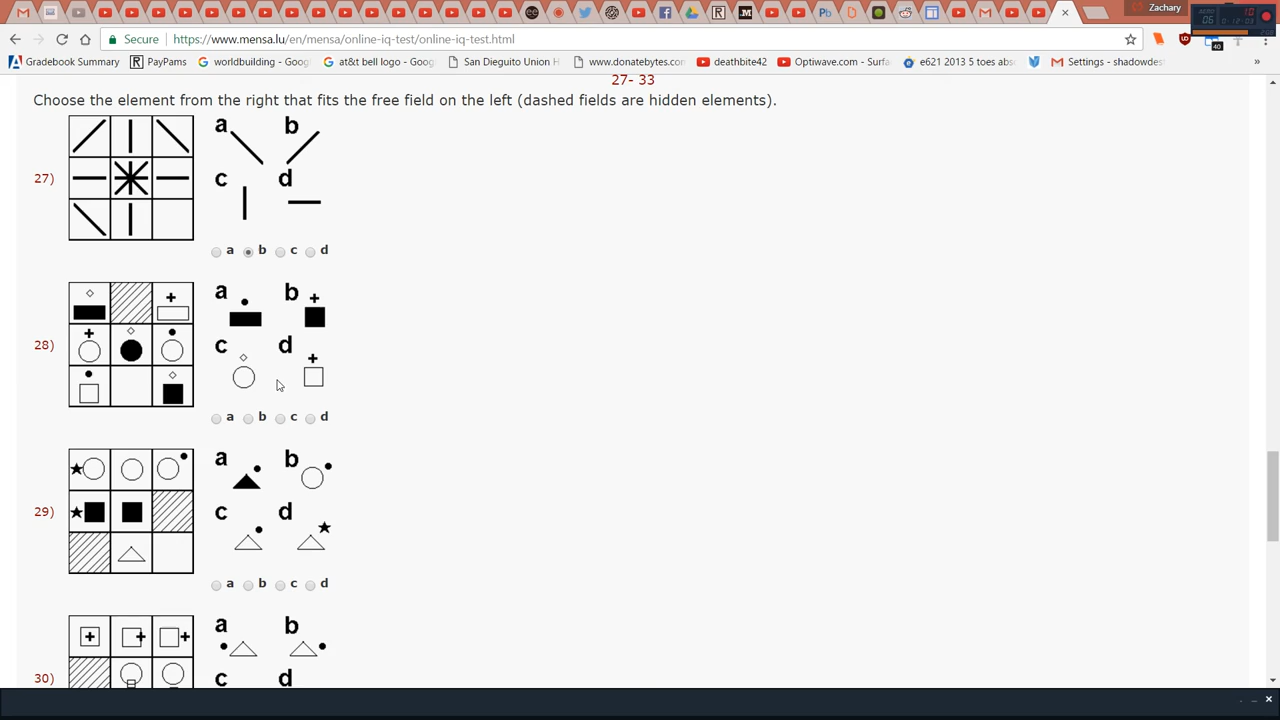 Zachary
Secure
https://www.mensa.lu/en/mensa/online-iq-test/online-iq-test.html
40
Gradebook Summary
PayPams
worldbuilding - Goog
at&t bell logo - Goog
San Dieguito Union H
www.donatebytes.co
deathbite42
Optiwave.com - Surfa
e621 2013 5 toes abs
Settings - shadowdes
»
27- 33
Choose the element from the right that fits the free field on the left (dashed fields are hidden elements).
27)
a b
c d
a b c d
28)
a b
c d
a b c d
29)
a b
c d
a b c d
30)
a b
c d